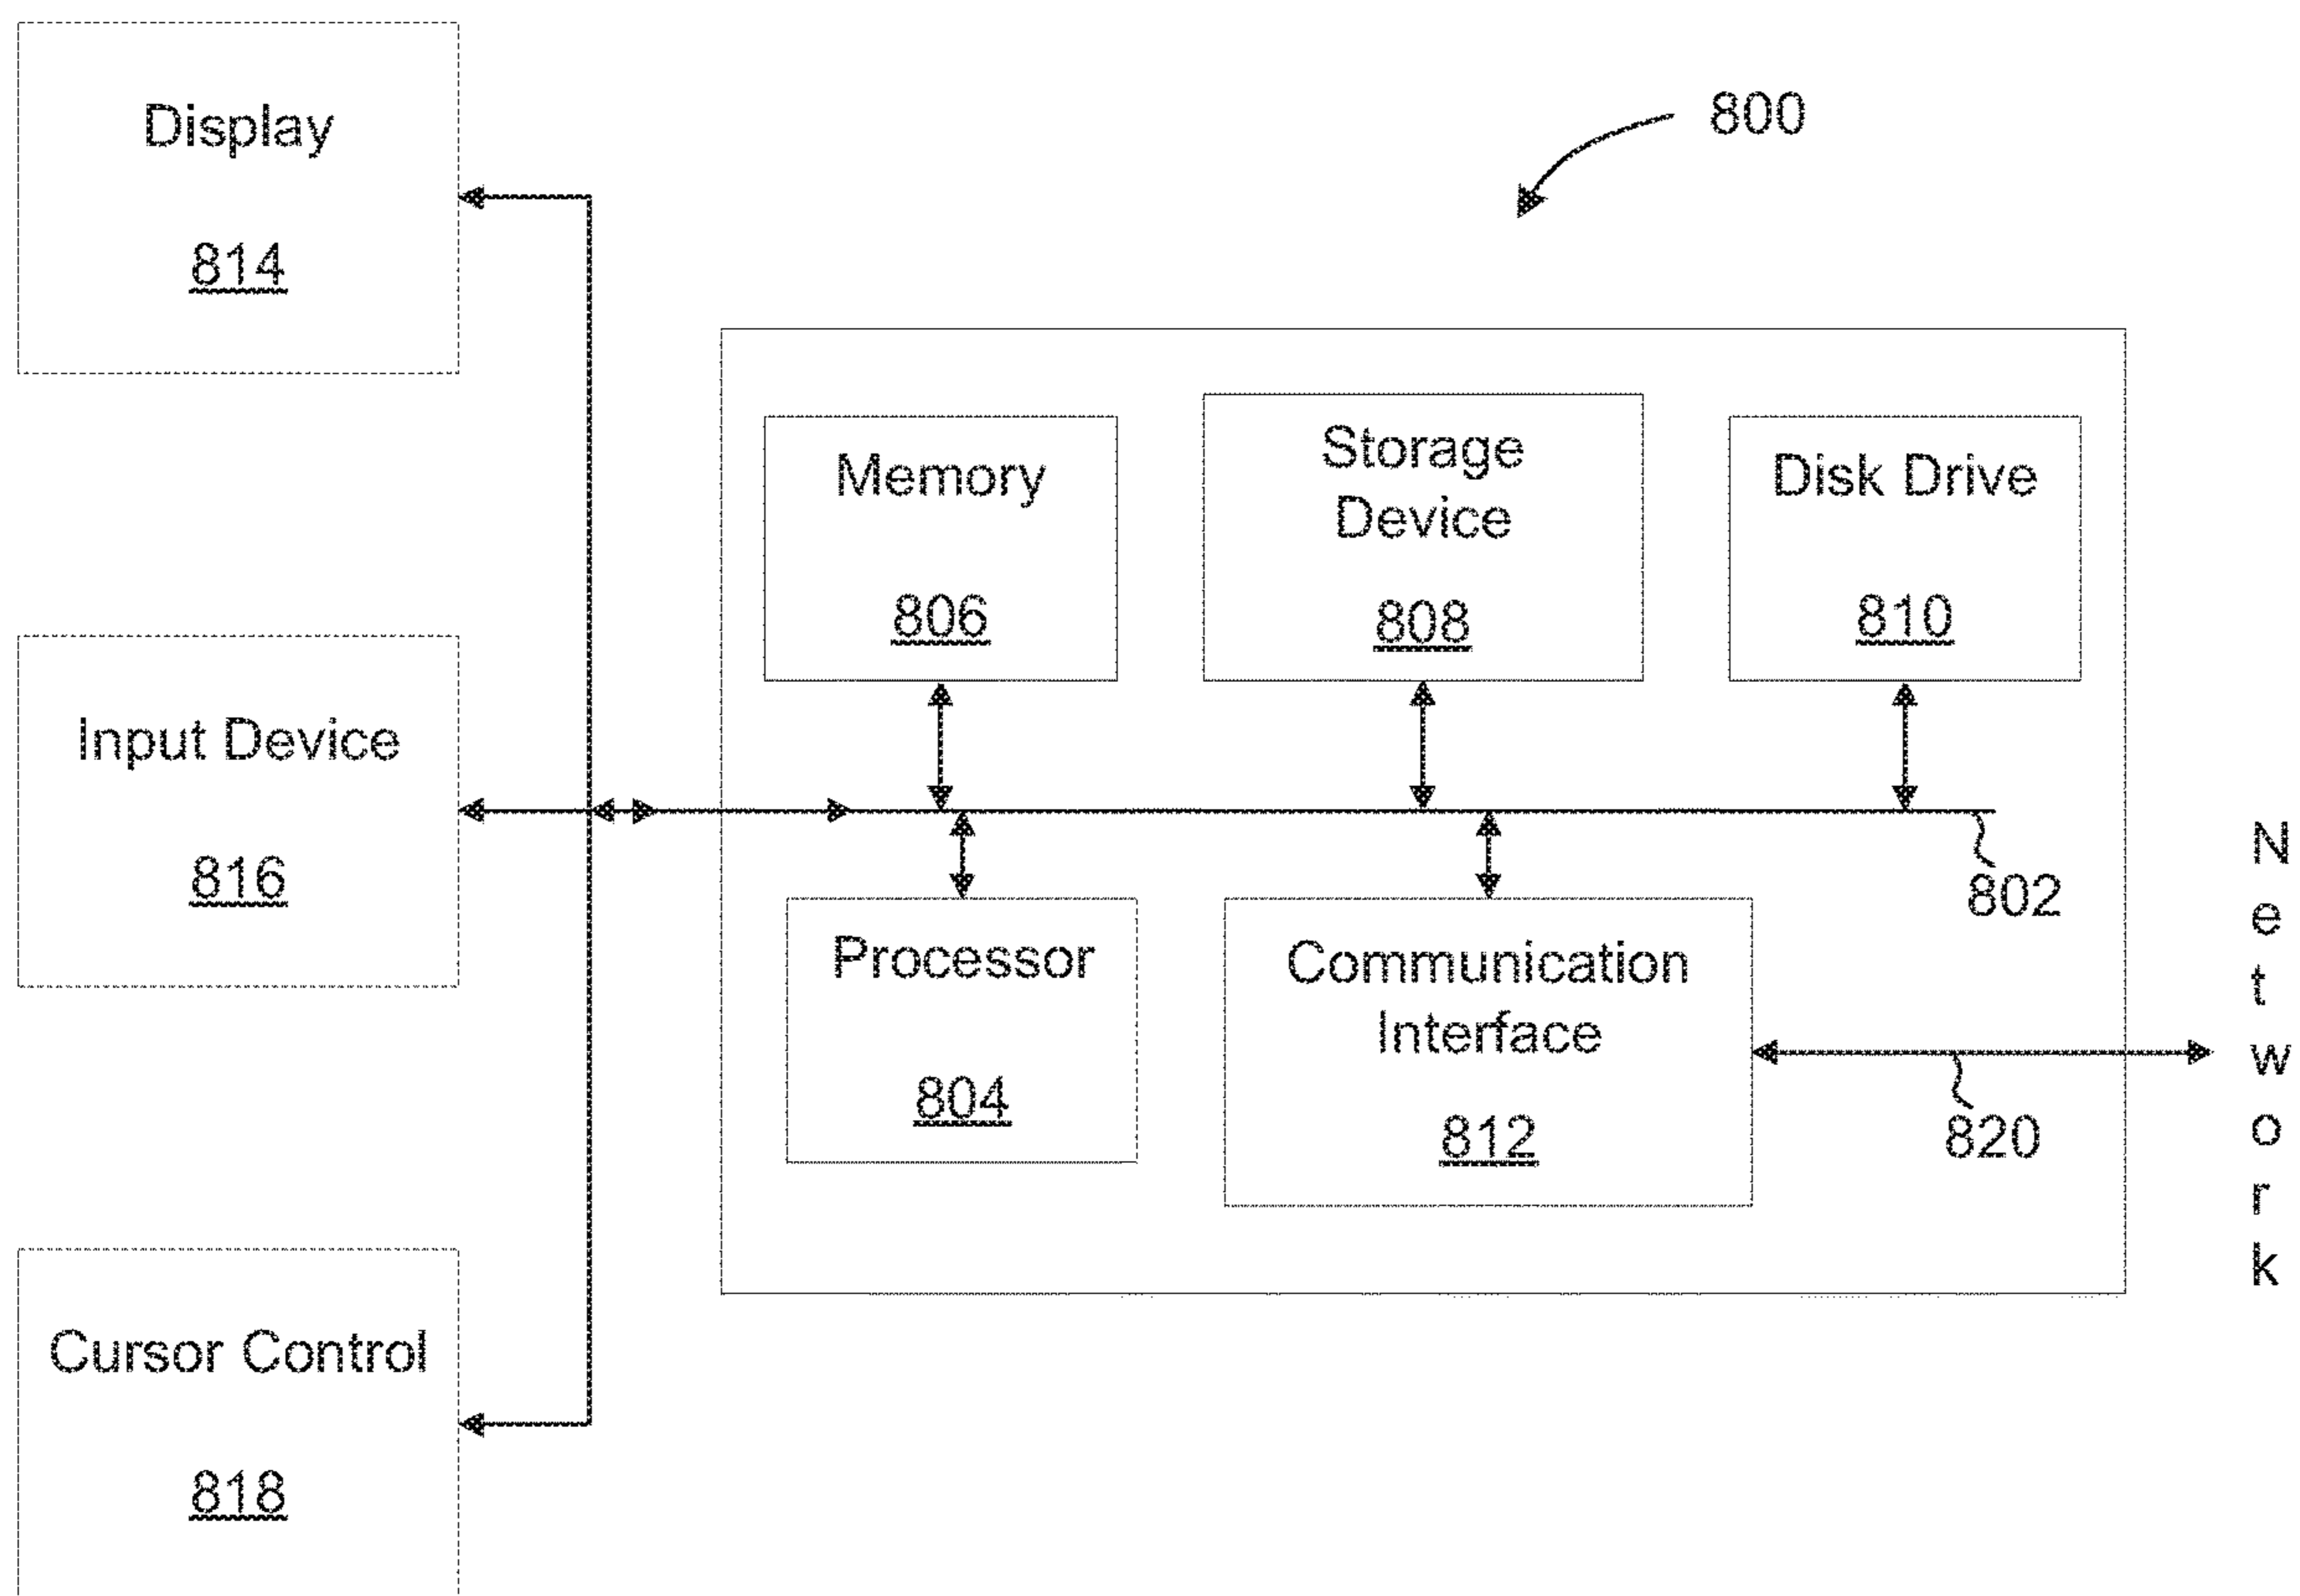 Display
814
800
Memory
806
Storage
Device
808
Disk Drive
810
Input Device
816
802
Processor
804
Communication
Interface
812
820
Network
Cursor Control
818